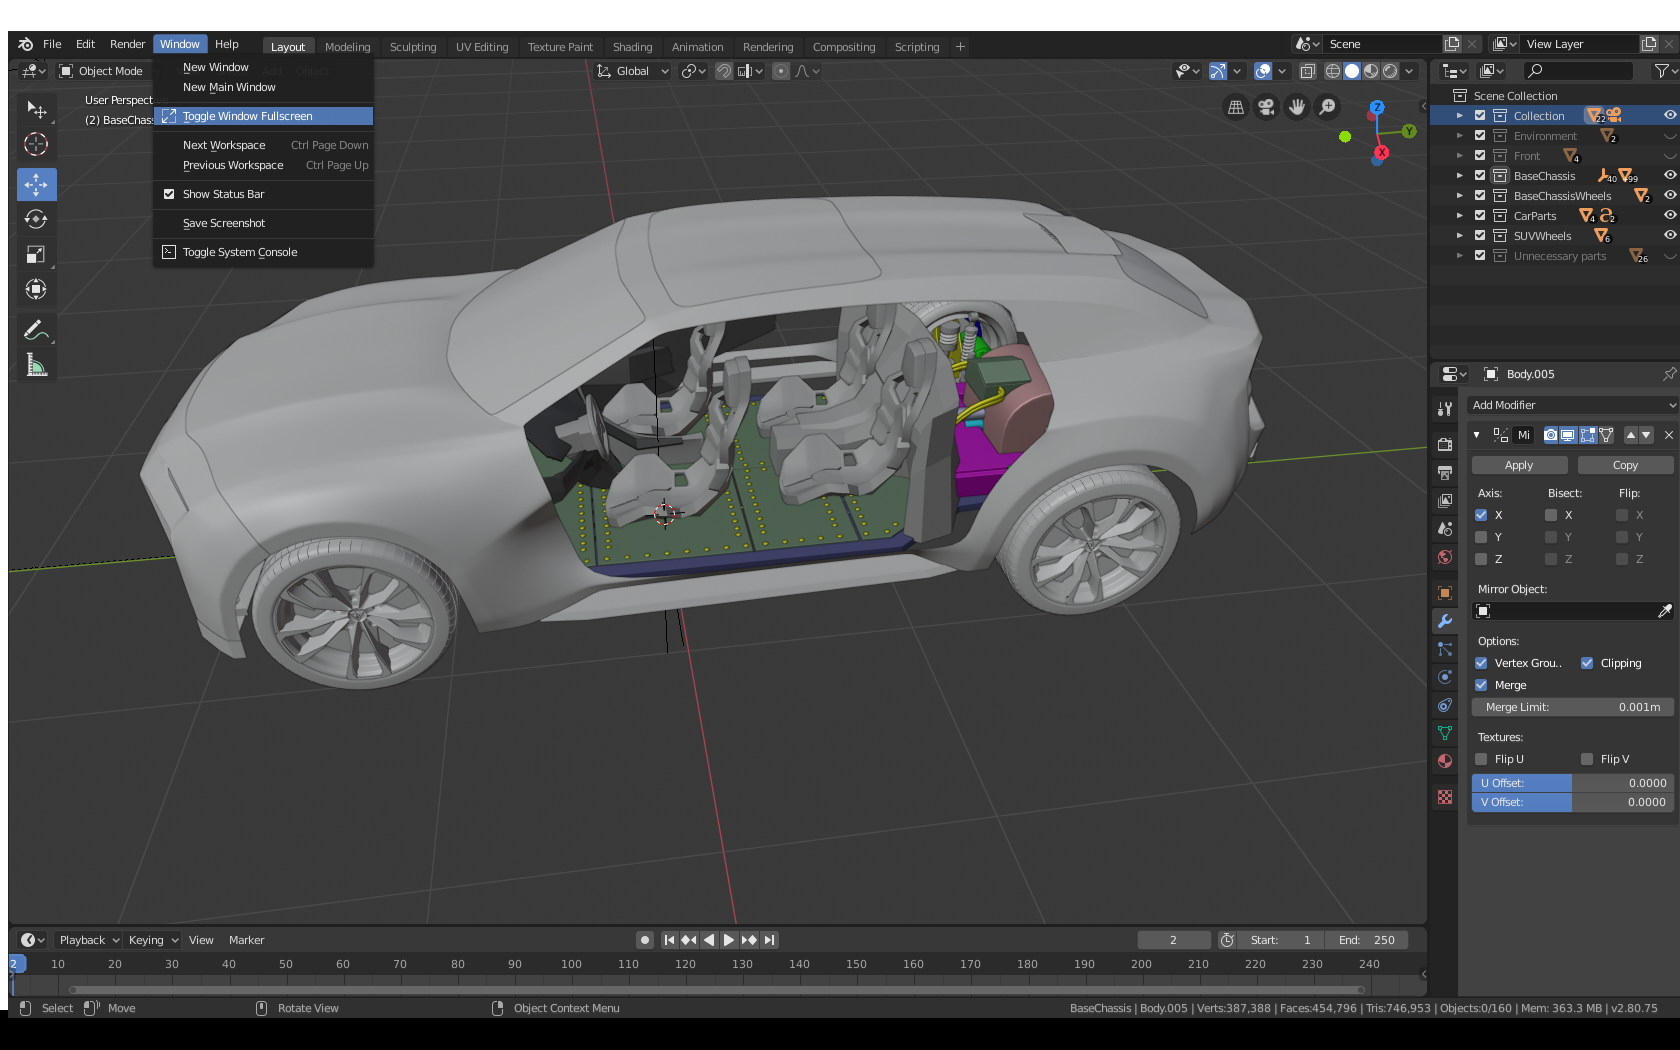 File Edit Render Window Help Layout Modeling Sculpting UV Editing Texture Paint Shading Animation Rendering Compositing Scripting + Scene View Layer
Object Mode Global
New Window
New Main Window
Toggle Window Fullscreen
Next Workspace Ctrl Page Down
Previous Workspace Ctrl Page Up
Show Status Bar
Save Screenshot
Toggle System Console
User Perspect
(2) BaseChas
Z
Y
X
Scene Collection
Collection 22
Environment 2
Front 4
BaseChassis 40 99
BaseChassisWheels 2
CarParts 4 2
SUVWheels 6
Unnecessary parts 26
Body.005
Add Modifier
Mi
Apply Copy
Axis: Bisect: Flip:
X X X
Y Y Y
Z Z Z
Mirror Object:
Options:
Vertex Grou.. Clipping
Merge
Merge Limit: 0.001m
Textures:
Flip U Flip V
U Offset: 0.0000
V Offset: 0.0000
Playback Keying View Marker 2 Start: 1 End: 250
2 10 20 30 40 50 60 70 80 90 100 110 120 130 140 150 160 170 180 190 200 210 220 230 240
Select Move Rotate View Object Context Menu BaseChassis | Body.005 | Verts:387,388 | Faces:454,796 | Tris:746,953 | Objects:0/160 | Mem: 363.3 MB | v2.80.75